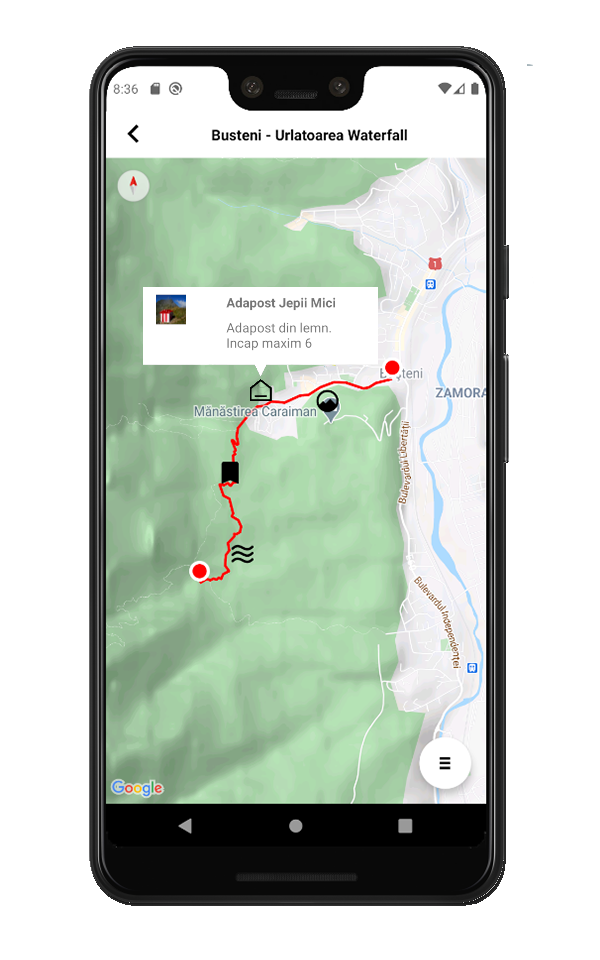 8:36
Busteni - Urlatoarea Waterfall
1
Adapost Jepii Mici
Adapost din lemn.
Incap maxim 6
Bușteni
ZAMORA
Mănăstirea Caraiman
Bulevardul Libertății
Bulevardul Independenței
Google